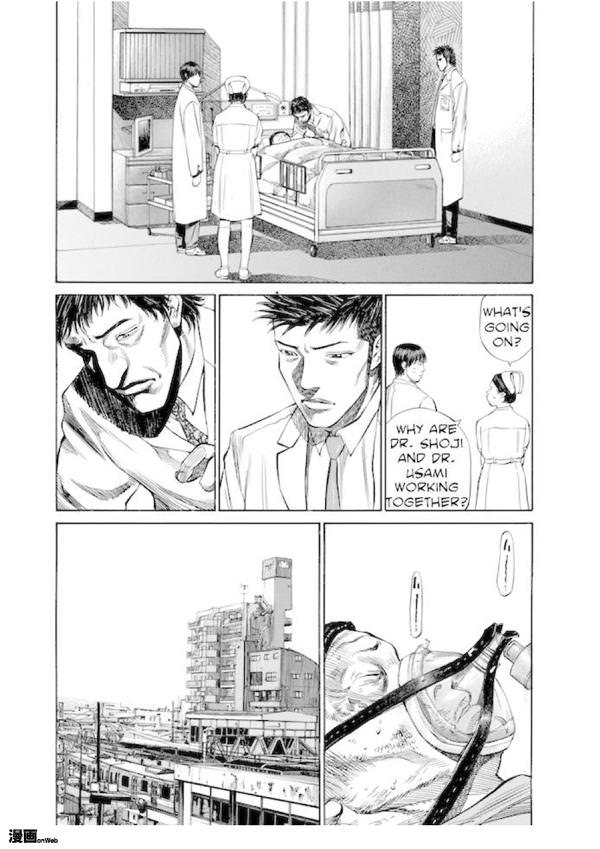 WHAT'S
GOING
ON?
WHY ARE
DR. SHOJI
AND DR.
USAMI
WORKING
TOGETHER?
漫画onWeb